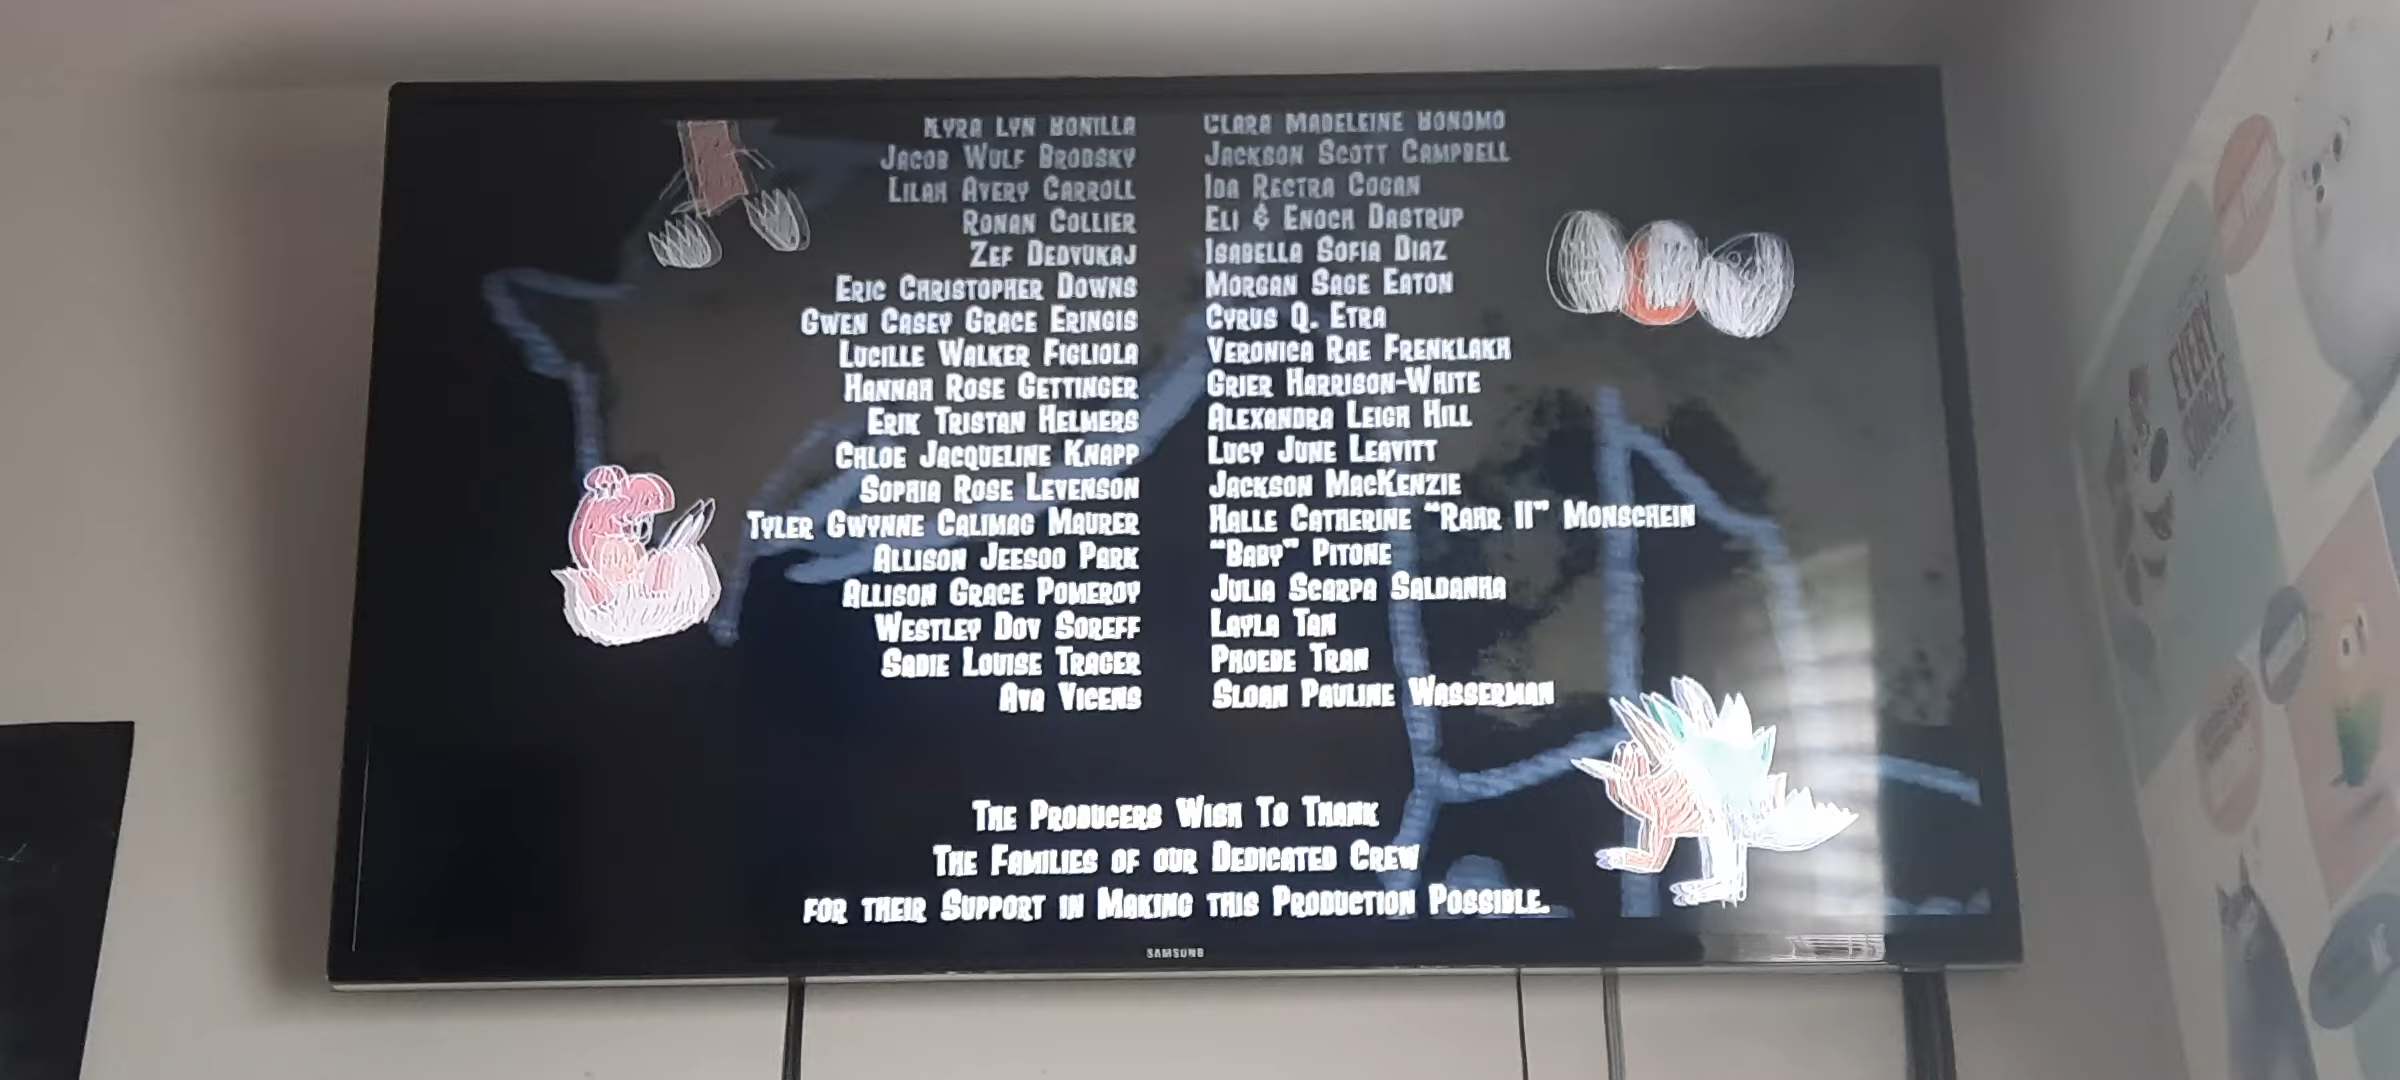 Kyra Lyn Bonilla Clara Madeleine Bonomo
Jacob Wulf Brodsky Jackson Scott Campbell
Lilah Avery Carroll Ida Rectra Cogan
Ronan Collier Eli & Enoch Dastrup
Zef Dedvukaj Isabella Sofia Diaz
Eric Christopher Downs Morgan Sage Eaton
Gwen Casey Grace Eringis Cyrus Q. Etra
Lucille Walker Figliola Veronica Rae Frenklakh
Hannah Rose Gettinger Grier Harrison-White
Erik Tristan Helmers Alexandra Leigh Hill
Chloe Jacqueline Knapp Lucy June Leavitt
Sophia Rose Levenson Jackson MacKenzie
Tyler Gwynne Calimag Maurer Halle Catherine "Rahr II" Monschein
Allison Jeesoo Park "Baby" Pitone
Allison Grace Pomeroy Julia Scarpa Saldanha
Westley Dov Soreff Layla Tan
Sadie Louise Trager Phoebe Tran
Ava Vicens Sloan Pauline Wasserman
The Producers Wish To Thank
The Families of our Dedicated Crew
for their Support in Making this Production Possible.
SAMSUNG
EVERY
SINGLE